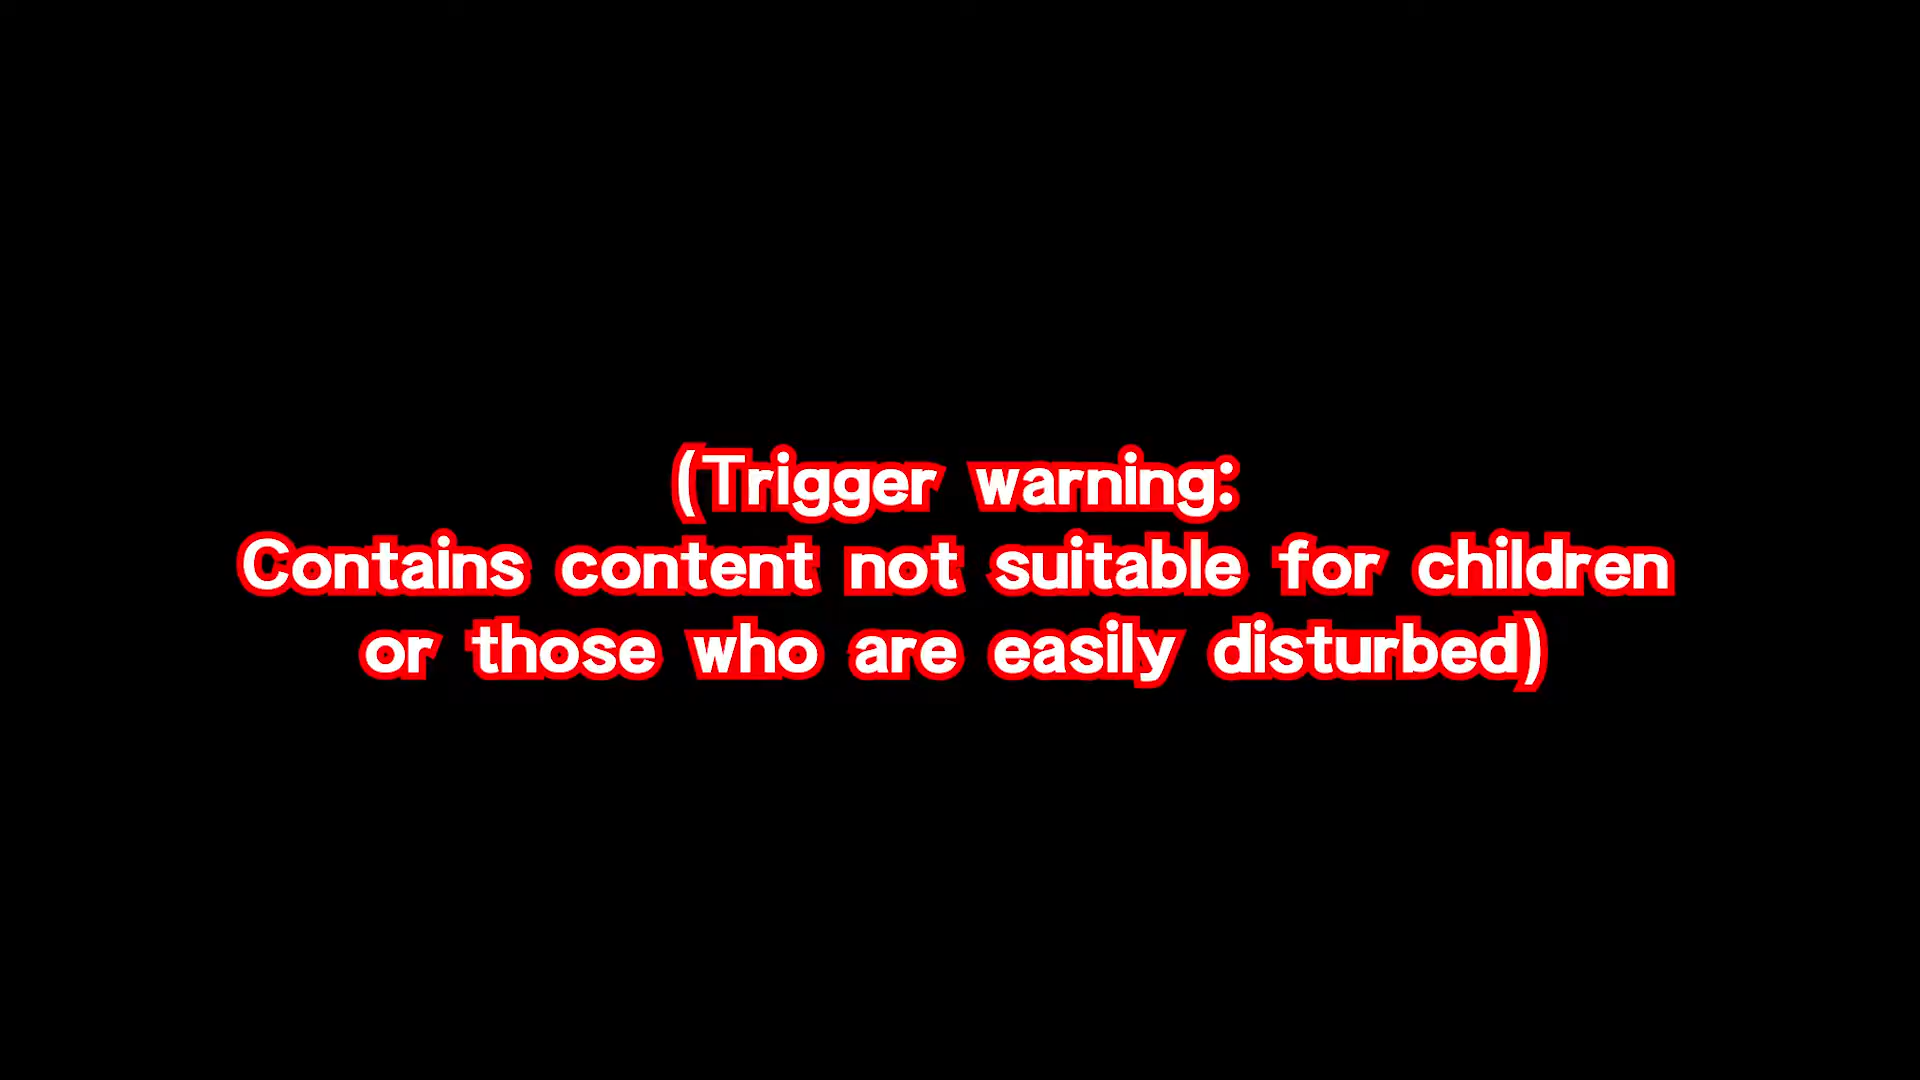 (Trigger warning:
Contains content not suitable for children
or those who are easily disturbed)